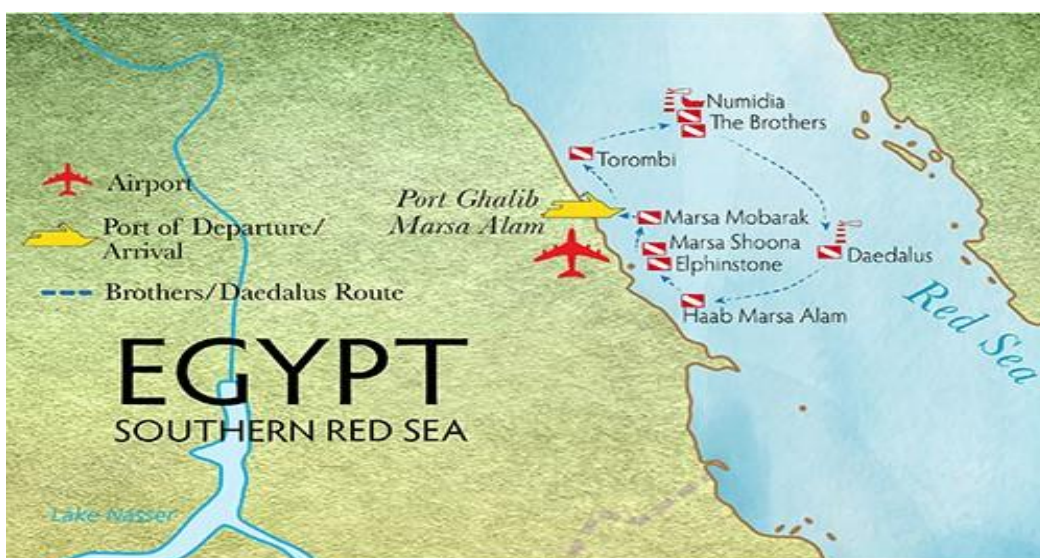 Numidia
The Brothers
Torombi
Airport
Port Ghalib
Marsa Alam
Marsa Mobarak
Port of Departure/
Arrival
Marsa Shoona
Elphinstone
Daedalus
Brothers/Daedalus Route
Haab Marsa Alam
Red Sea
EGYPT
SOUTHERN RED SEA
Lake Nasser